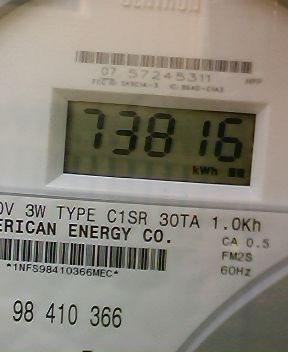 CENTRON
07 57245311
73816
kWh
0V 3W TYPE C1SR 30TA 1.0Kh
ERICAN ENERGY CO.
CA 0.5
FM2S
60Hz
*1NFS98410366MEC*
98 410 366